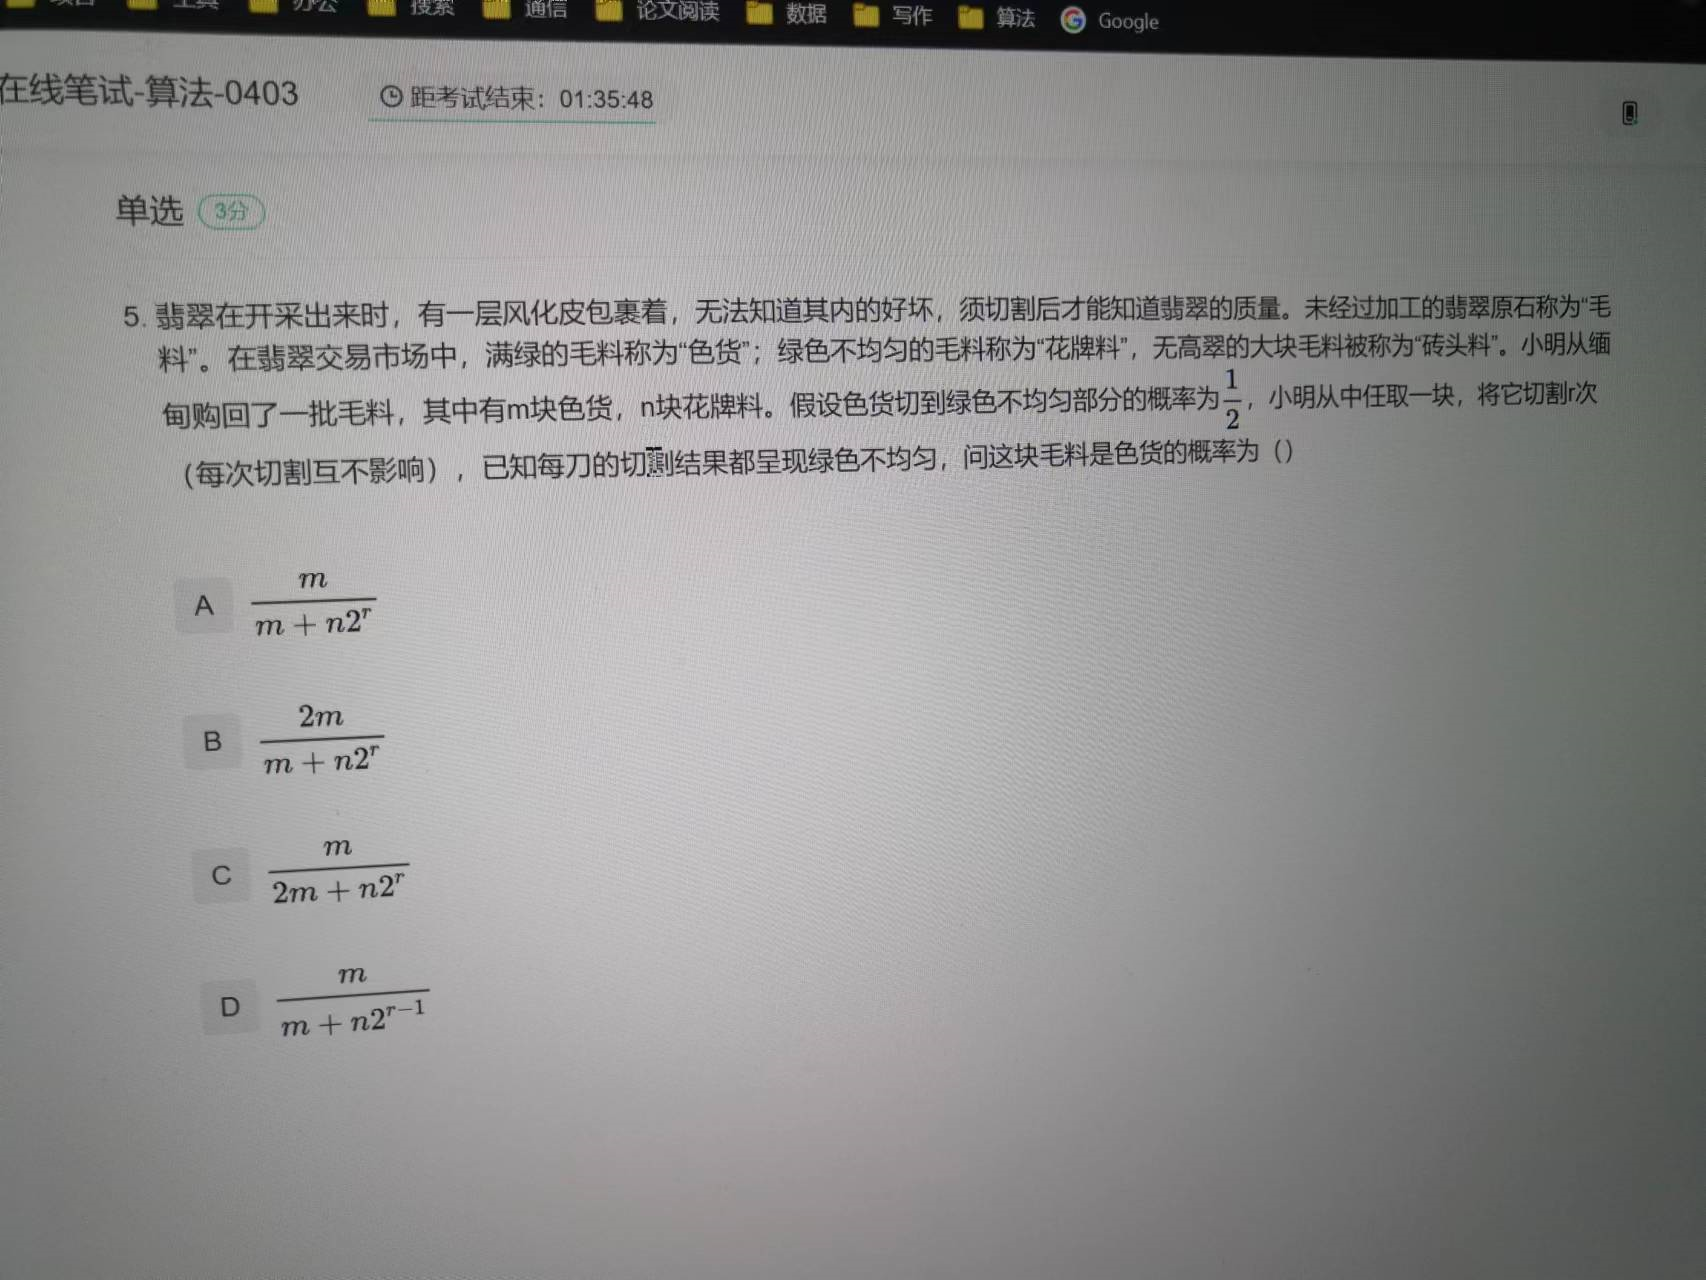 项目 工具 办公 搜索 通信 论文阅读 数据 写作 算法 Google
在线笔试-算法-0403 距考试结束：01:35:48
单选 3分
5. 翡翠在开采出来时，有一层风化皮包裹着，无法知道其内的好坏，须切割后才能知道翡翠的质量。未经过加工的翡翠原石称为“毛
料”。在翡翠交易市场中，满绿的毛料称为“色货”；绿色不均匀的毛料称为“花牌料”，无高翠的大块毛料被称为“砖头料”。小明从缅
甸购回了一批毛料，其中有m块色货，n块花牌料。假设色货切到绿色不均匀部分的概率为1/2，小明从中任取一块，将它切割r次
（每次切割互不影响），已知每刀的切割结果都呈现绿色不均匀，问这块毛料是色货的概率为（）
A m/(m + n2^r)
B 2m/(m + n2^r)
C m/(2m + n2^r)
D m/(m + n2^(r-1))